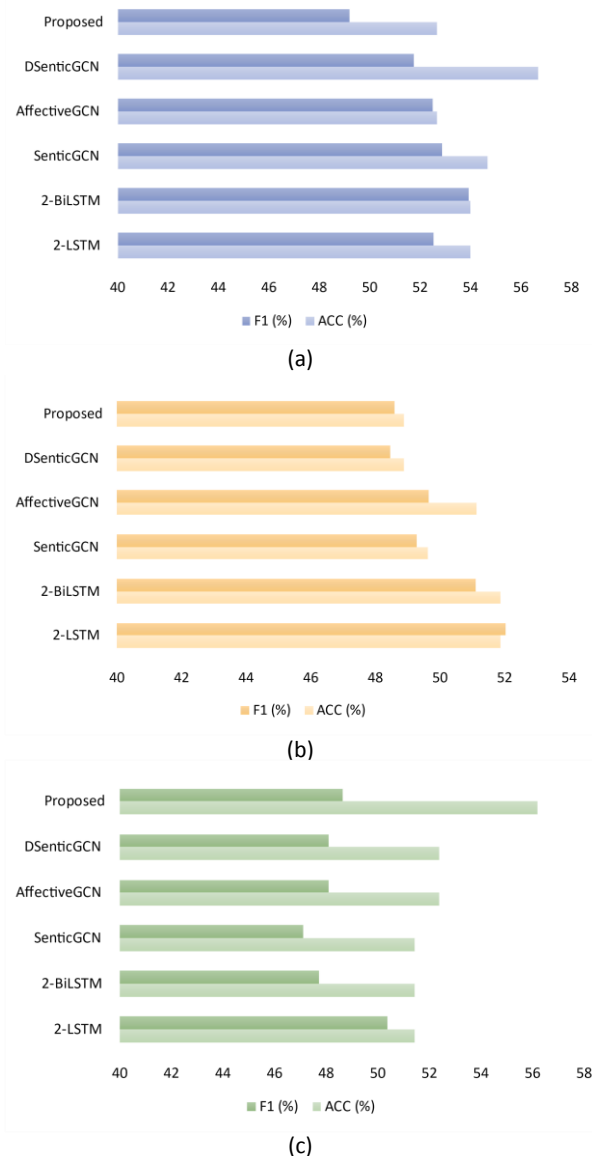 Proposed
DSenticGCN
AffectiveGCN
SenticGCN
2-BiLSTM
2-LSTM
40 42 44 46 48 50 52 54 56 58
F1 (%) ACC (%)
(a)
Proposed
DSenticGCN
AffectiveGCN
SenticGCN
2-BiLSTM
2-LSTM
40 42 44 46 48 50 52 54
F1 (%) ACC (%)
(b)
Proposed
DSenticGCN
AffectiveGCN
SenticGCN
2-BiLSTM
2-LSTM
40 42 44 46 48 50 52 54 56 58
F1 (%) ACC (%)
(c)